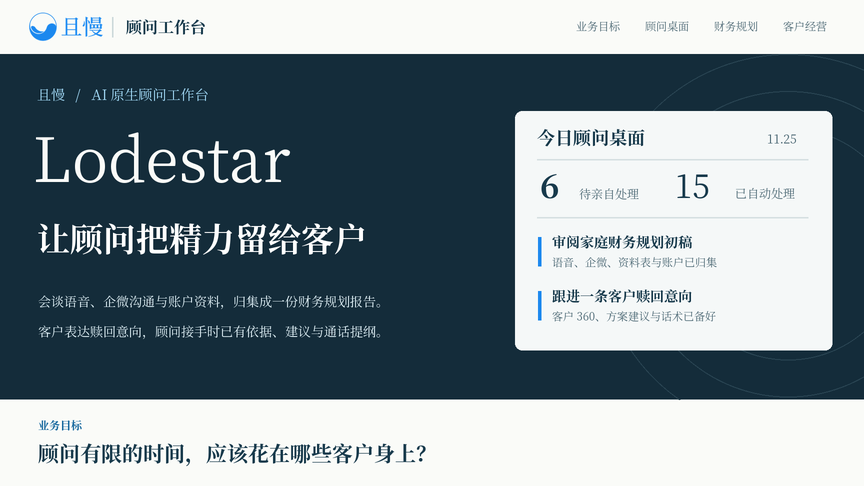 且慢 顾问工作台
业务目标 顾问桌面 财务规划 客户经营
且慢 / AI 原生顾问工作台
Lodestar
让顾问把精力留给客户
会谈语音、企微沟通与账户资料，归集成一份财务规划报告。
客户表达赎回意向，顾问接手时已有依据、建议与通话提纲。
今日顾问桌面 11.25
6 待亲自处理 15 已自动处理
审阅家庭财务规划初稿
语音、企微、资料表与账户已归集
跟进一条客户赎回意向
客户 360、方案建议与话术已备好
业务目标
顾问有限的时间，应该花在哪些客户身上？